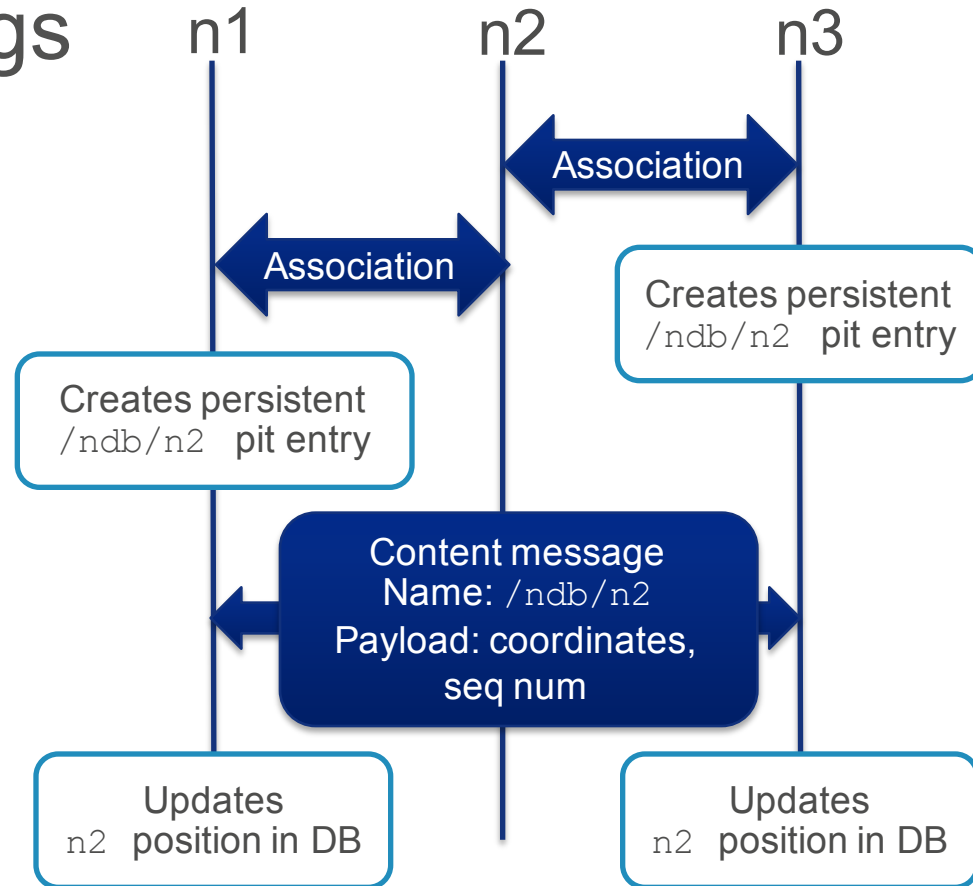 gs n1 n2 n3
Association
Association
Creates persistent
/ndb/n2 pit entry
Creates persistent
/ndb/n2 pit entry
Content message
Name: /ndb/n2
Payload: coordinates,
seq num
Updates
n2 position in DB
Updates
n2 position in DB